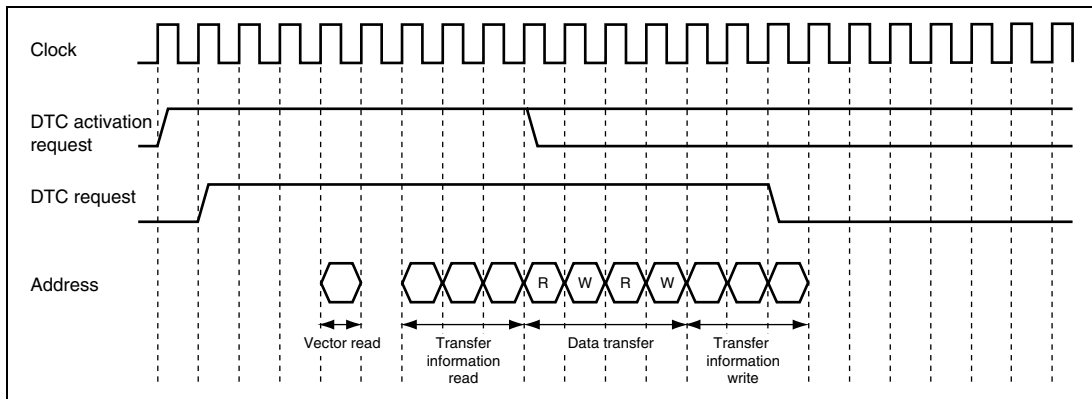 Clock
DTC activation
request
DTC request
Address
R W R W
Vector read
Transfer
information
read
Data transfer
Transfer
information
write